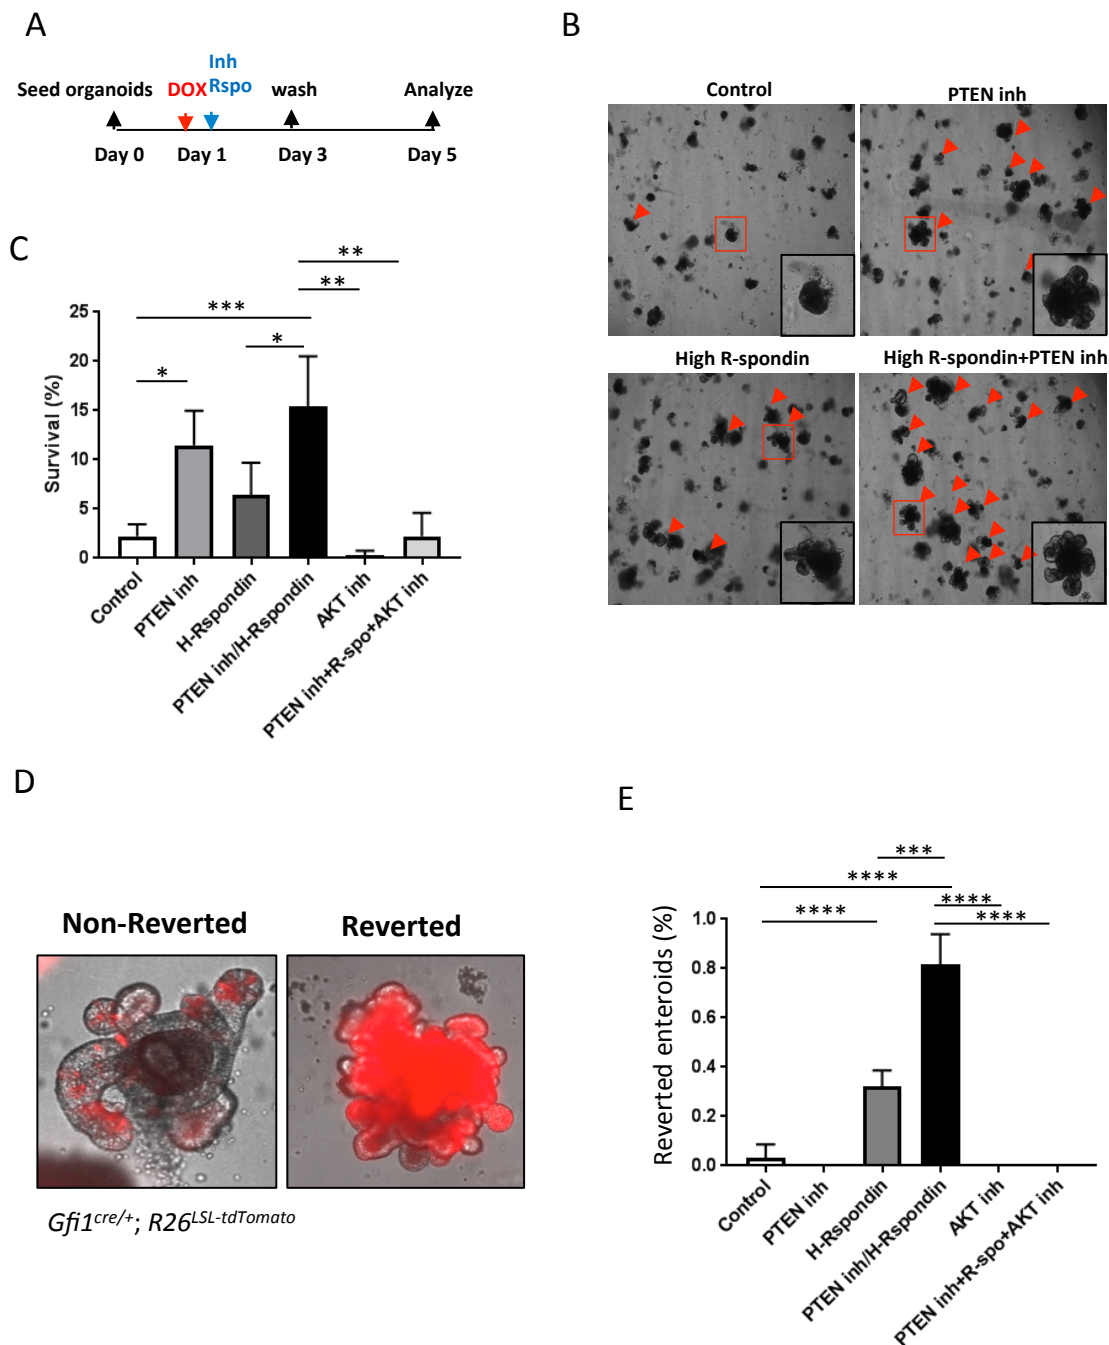 A
Inh
Seed organoids DOX Rspo wash Analyze
Day 0 Day 1 Day 3 Day 5
B
Control PTEN inh
High R-spondin High R-spondin+PTEN inh
C
**
**
***
*
*
Survival (%)
25
20
15
10
5
0
Control
PTEN inh
H-Rspondin
PTEN inh/H-Rspondin
AKT inh
PTEN inh+R-spo+AKT inh
D
Non-Reverted Reverted
Gfi1cre/+; R26LSL-tdTomato
E
***
****
****
****
****
Reverted enteroids (%)
1.0
0.8
0.6
0.4
0.2
0.0
Control
PTEN inh
H-Rspondin
PTEN inh/H-Rspondin
AKT inh
PTEN inh+R-spo+AKT inh